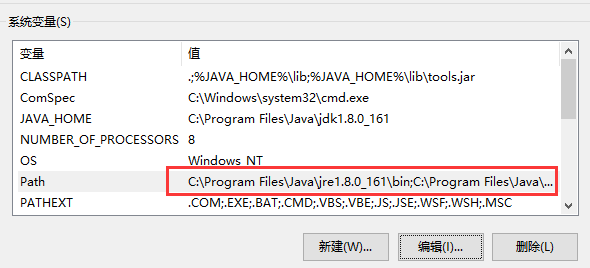 系统变量(S)
变量 值
CLASSPATH .;%JAVA_HOME%\lib;%JAVA_HOME%\lib\tools.jar
ComSpec C:\Windows\system32\cmd.exe
JAVA_HOME C:\Program Files\Java\jdk1.8.0_161
NUMBER_OF_PROCESSORS 8
OS Windows_NT
Path C:\Program Files\Java\jre1.8.0_161\bin;C:\Program Files\Java\...
PATHEXT .COM;.EXE;.BAT;.CMD;.VBS;.VBE;.JS;.JSE;.WSF;.WSH;.MSC
新建(W)... 编辑(I)... 删除(L)